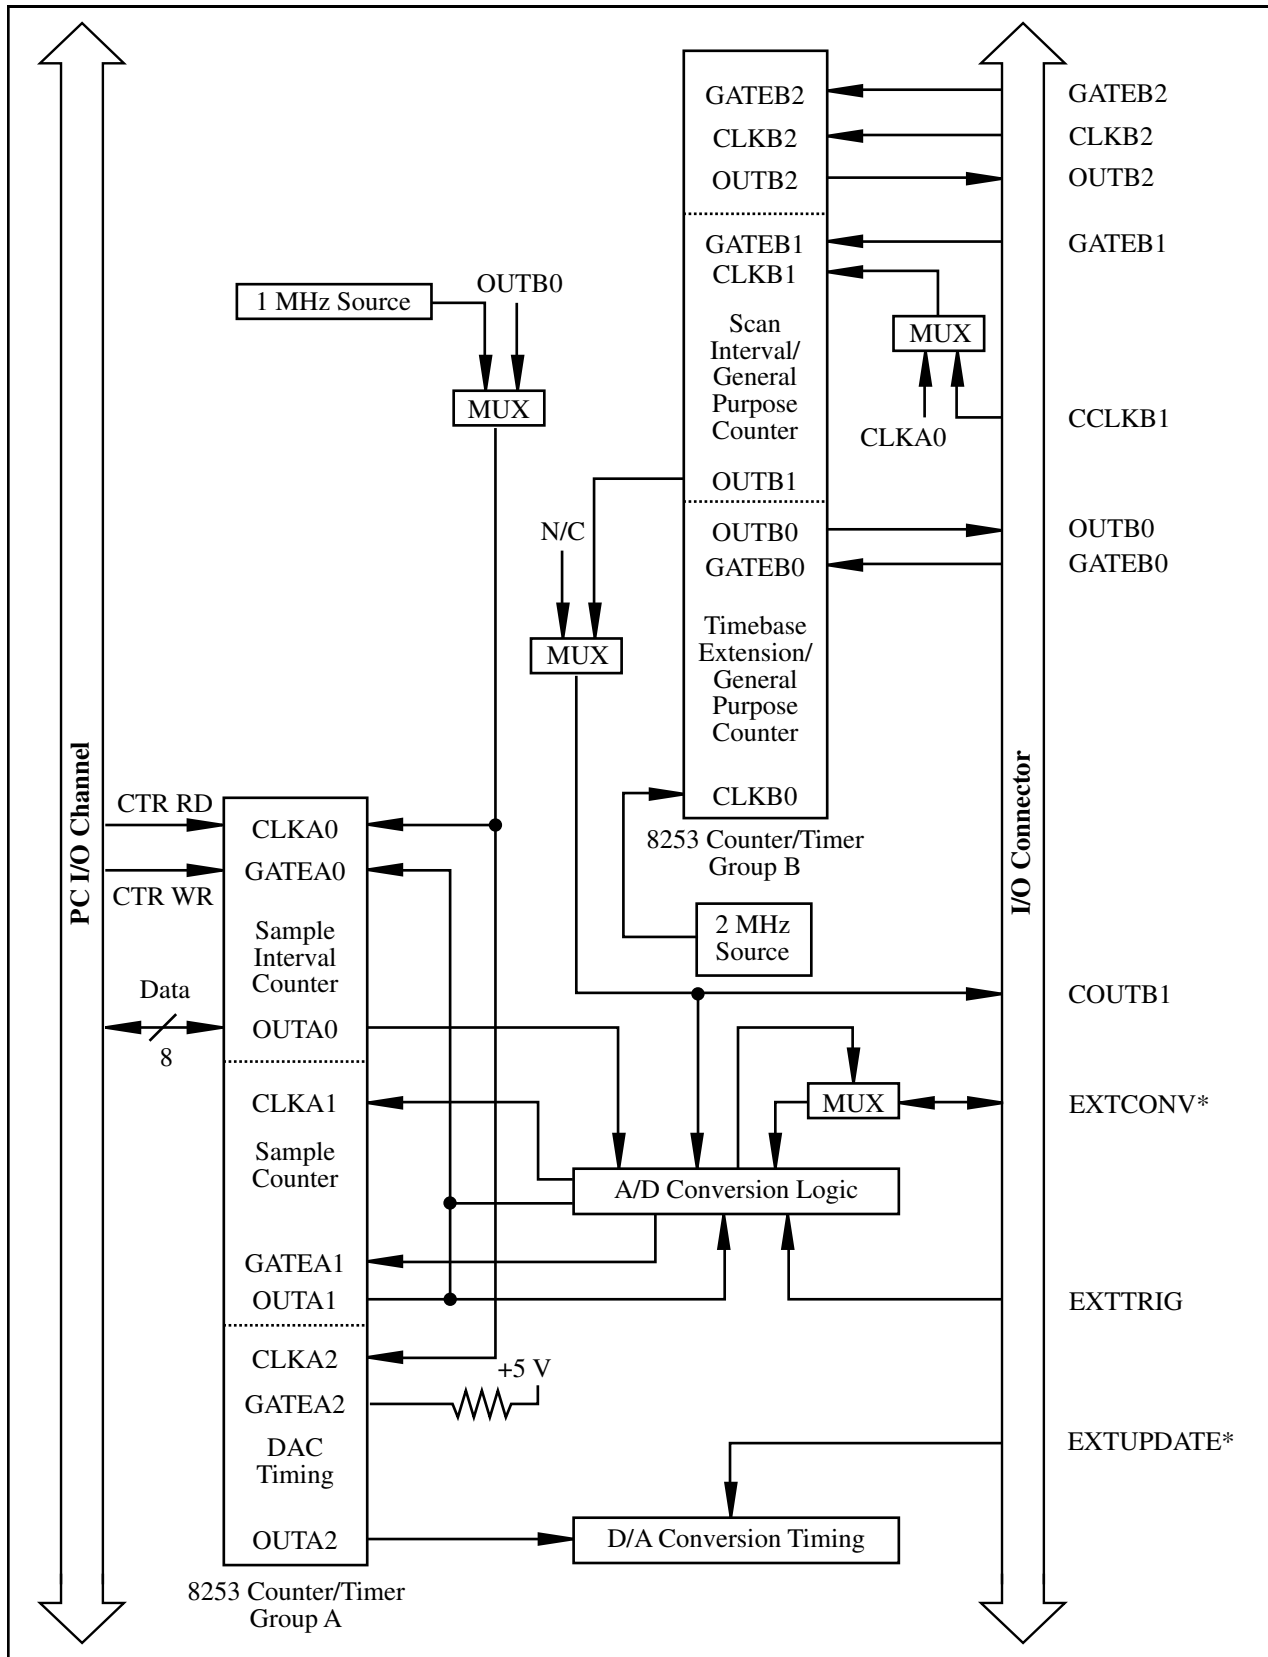 GATEB2
GATEB2
CLKB2
CLKB2
OUTB2
OUTB2
GATEB1
GATEB1
CLKB1
1 MHz Source
OUTB0
MUX
Scan
Interval/
General
Purpose
Counter
MUX
CLKA0
CCLKB1
OUTB1
N/C
OUTB0
OUTB0
GATEB0
GATEB0
MUX
Timebase
Extension/
General
Purpose
Counter
CLKB0
8253 Counter/Timer
Group B
2 MHz
Source
PC I/O Channel
I/O Connector
CTR RD
CLKA0
GATEA0
CTR WR
Sample
Interval
Counter
Data
8
OUTA0
COUTB1
CLKA1
MUX
EXTCONV*
Sample
Counter
A/D Conversion Logic
GATEA1
OUTA1
EXTTRIG
CLKA2
+5 V
GATEA2
DAC
Timing
EXTUPDATE*
OUTA2
D/A Conversion Timing
8253 Counter/Timer
Group A